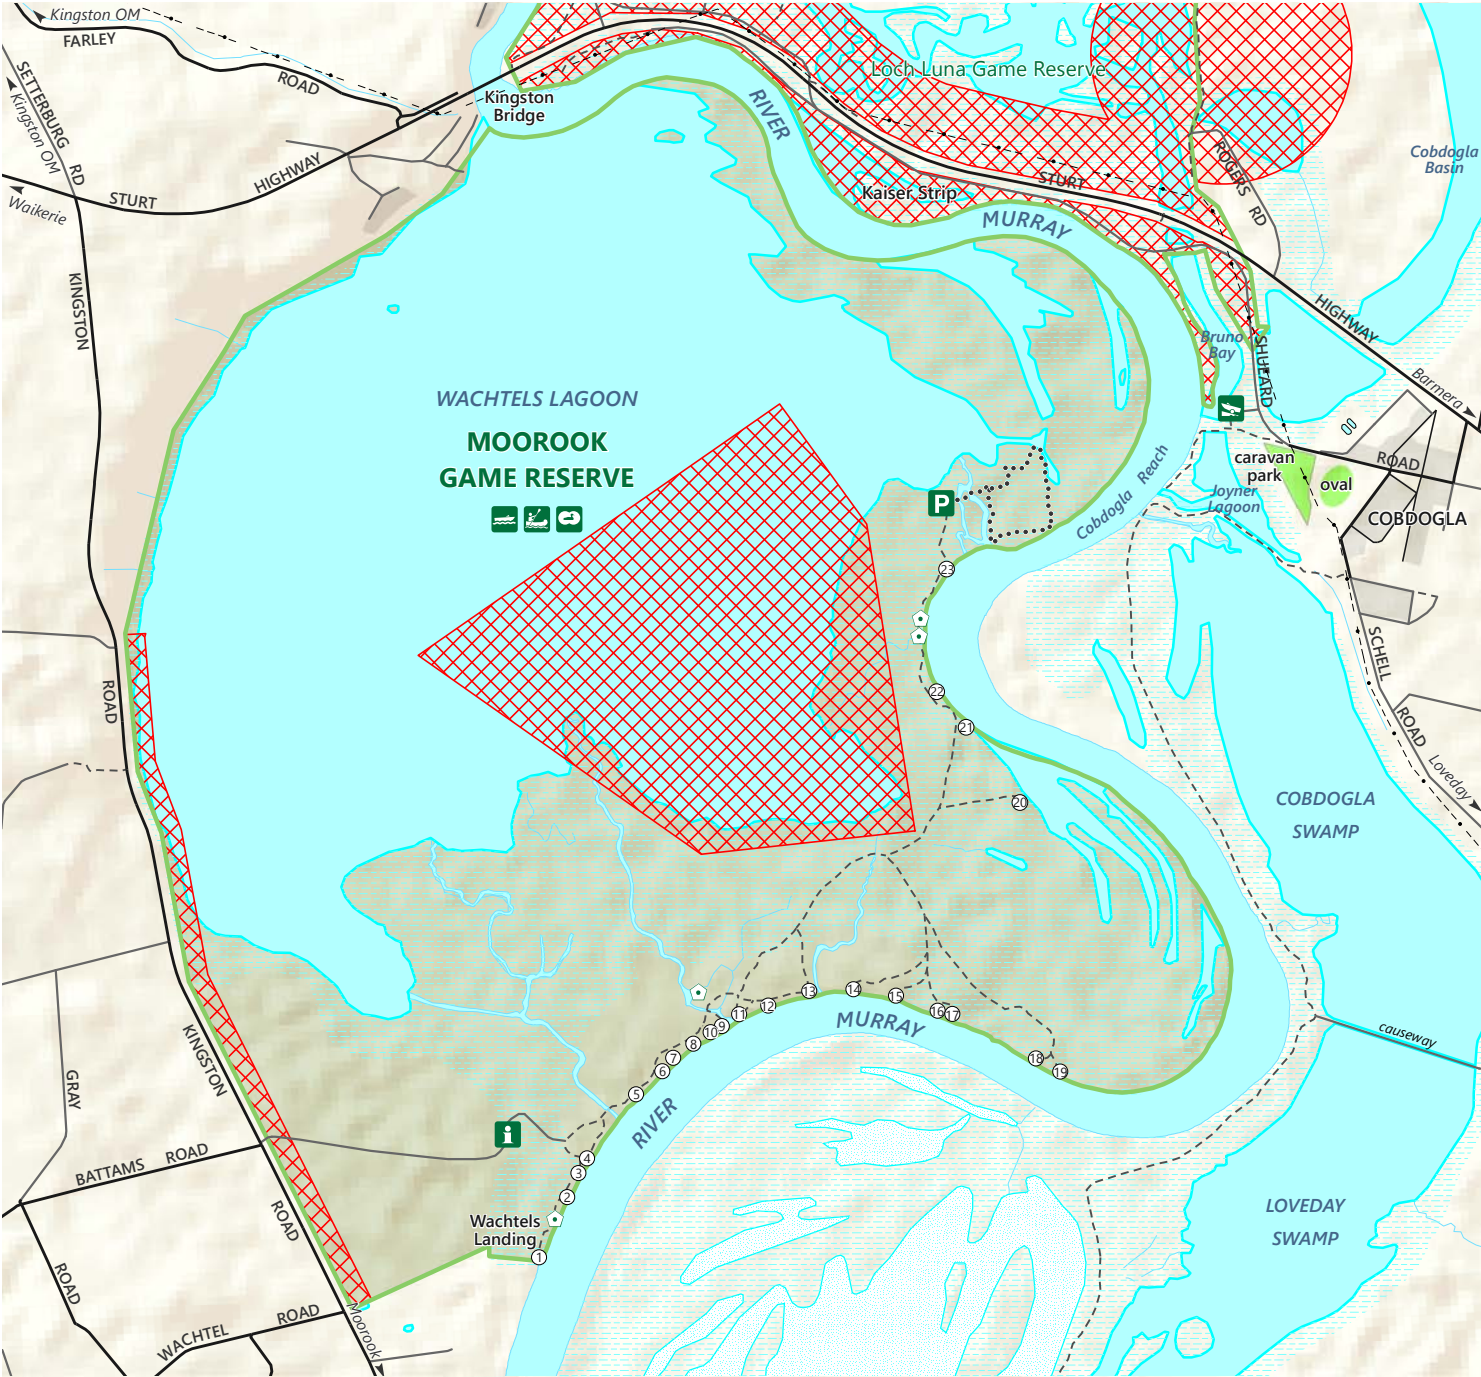 Kingston OM
FARLEY
ROAD
SETTERBURG RD
Kingston OM
Kingston
Bridge
RIVER
Loch Luna Game Reserve
ROGERS RD
Cobdogla
Basin
STURT
HIGHWAY
Waikerie
Kaiser Strip
STURT
MURRAY
KINGSTON
HIGHWAY
Bruno
Bay
SHUEARD
Barmera
WACHTELS LAGOON
MOOROOK
GAME RESERVE
P
Cobdogla Reach
caravan
park
ROAD
oval
Joyner
Lagoon
COBDOGLA
23
22
21
20
SCHELL
ROAD
Loveday
ROAD
COBDOGLA
SWAMP
13
14
15
16
17
12
11
10
9
8
7
6
5
18
19
MURRAY
RIVER
causeway
KINGSTON
GRAY
BATTAMS ROAD
i
4
3
2
1
Wachtels
Landing
ROAD
LOVEDAY
SWAMP
ROAD
WACHTEL ROAD
Moorook